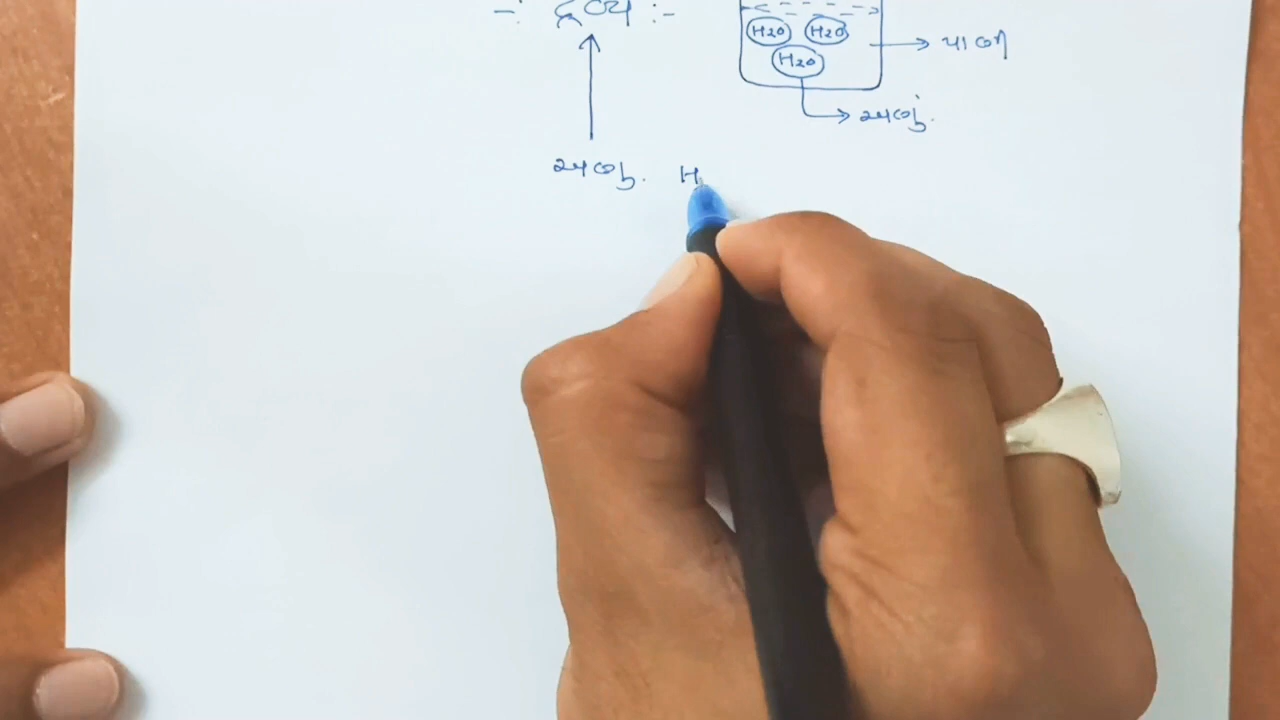 -: દ્રવ્ય :-
H2O H2O
H2O
→ પાણી
→ અણુ.
અણુ. H